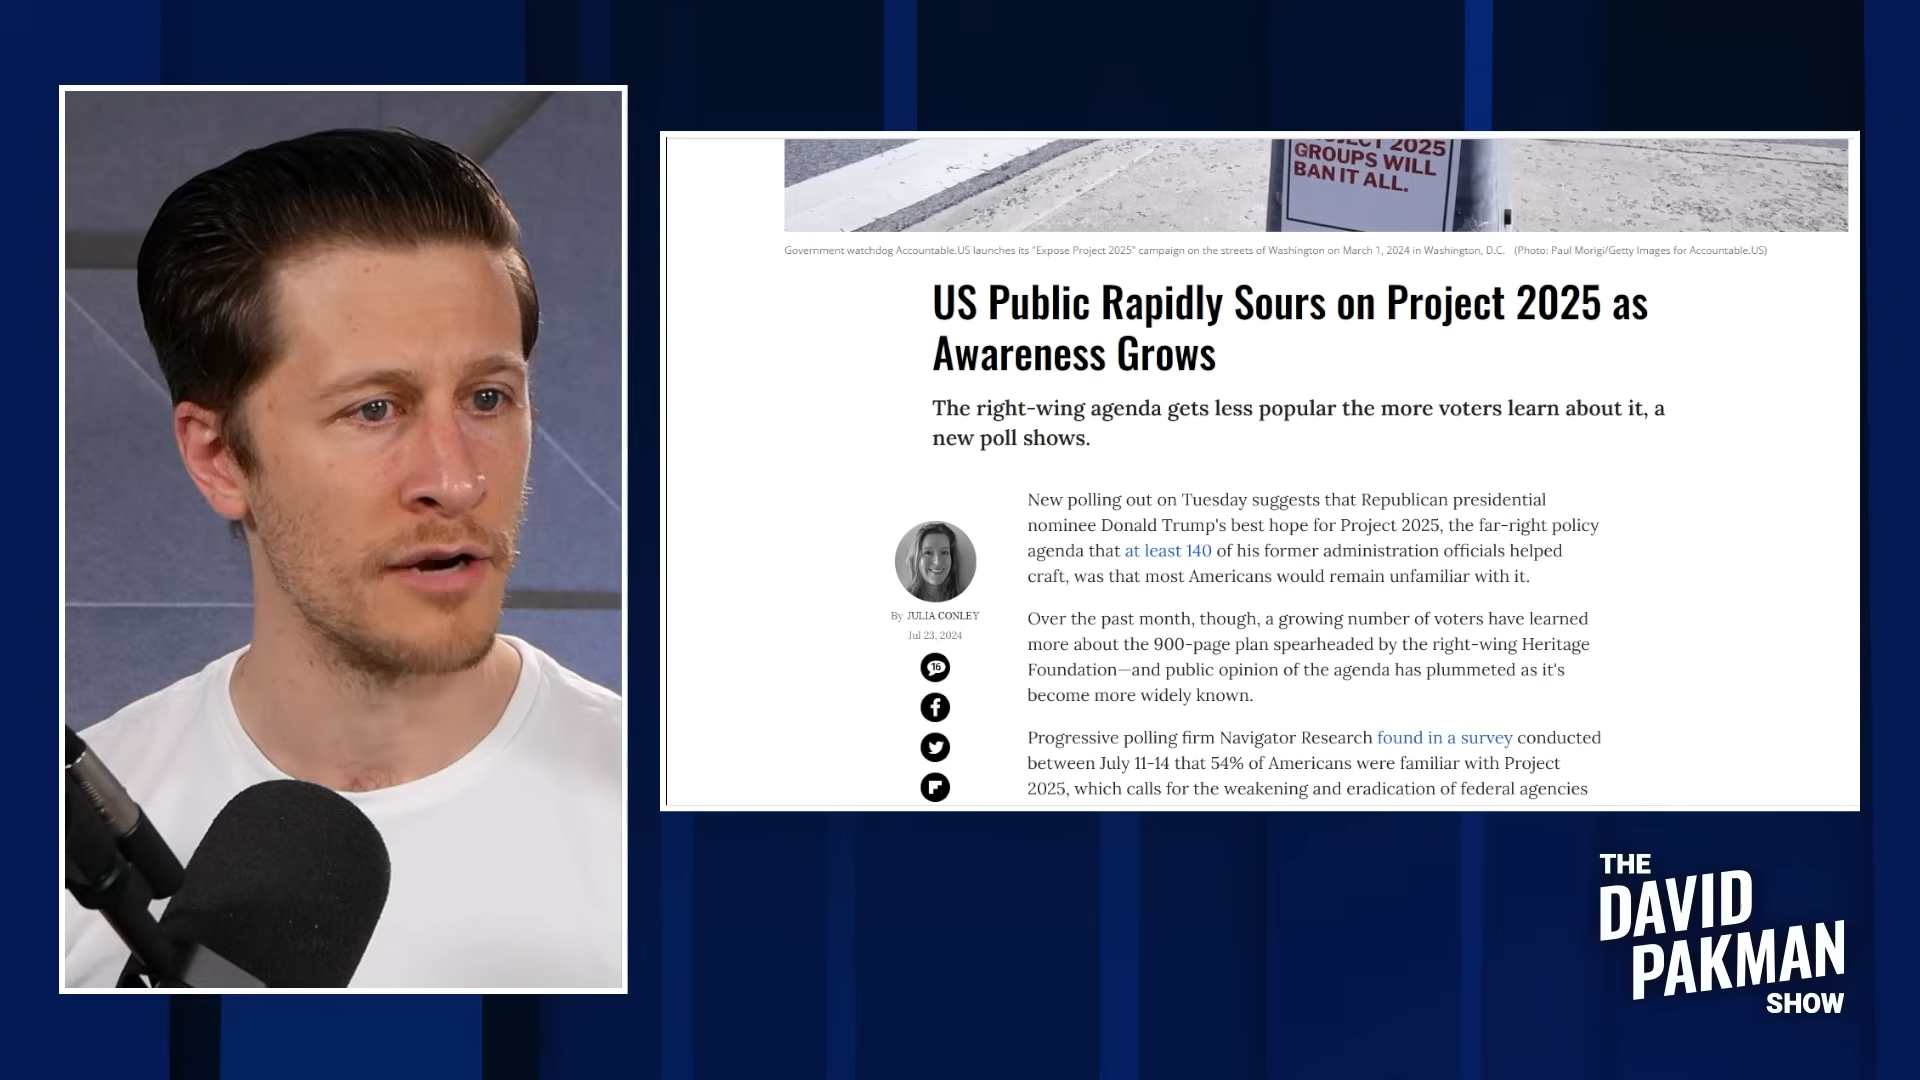 2025
GROUPS WILL
BAN IT ALL.
Government watchdog Accountable.US launches its "Expose Project 2025" campaign on the streets of Washington on March 1, 2024 in Washington, D.C. (Photo: Paul Morigi/Getty Images for Accountable.US)
US Public Rapidly Sours on Project 2025 as
Awareness Grows
The right-wing agenda gets less popular the more voters learn about it, a
new poll shows.
By JULIA CONLEY
Jul 23, 2024
16
New polling out on Tuesday suggests that Republican presidential
nominee Donald Trump's best hope for Project 2025, the far-right policy
agenda that at least 140 of his former administration officials helped
craft, was that most Americans would remain unfamiliar with it.
Over the past month, though, a growing number of voters have learned
more about the 900-page plan spearheaded by the right-wing Heritage
Foundation—and public opinion of the agenda has plummeted as it's
become more widely known.
Progressive polling firm Navigator Research found in a survey conducted
between July 11-14 that 54% of Americans were familiar with Project
2025, which calls for the weakening and eradication of federal agencies
THE
DAVID
PAKMAN
SHOW